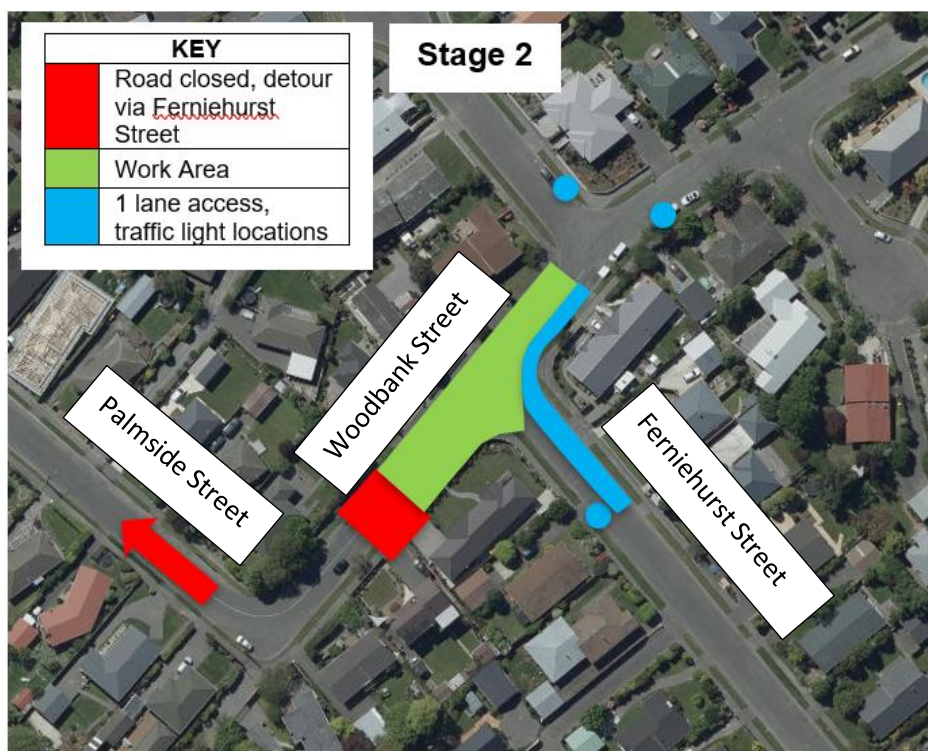 KEY
Stage 2
Road closed, detour
via Ferniehurst
Street
Work Area
1 lane access,
traffic light locations
Woodbank Street
Palmside Street
Ferniehurst Street